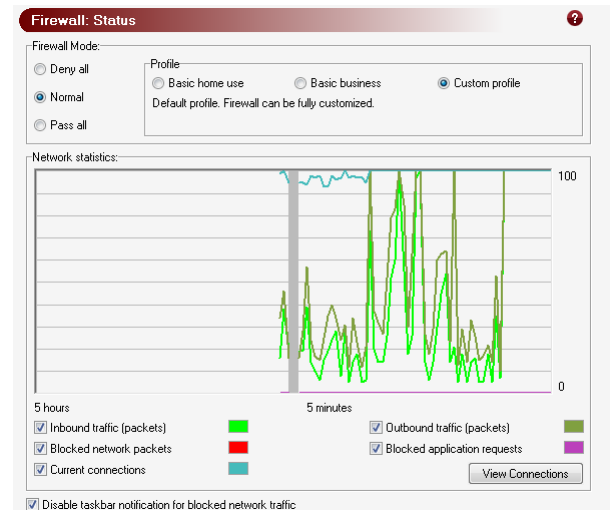 Firewall: Status
?
Firewall Mode:
Deny all
Normal
Pass all
Profile
Basic home use
Basic business
Custom profile
Default profile. Firewall can be fully customized.
Network statistics:
100
0
5 hours
5 minutes
Inbound traffic (packets)
Outbound traffic (packets)
Blocked network packets
Blocked application requests
Current connections
View Connections
Disable taskbar notification for blocked network traffic